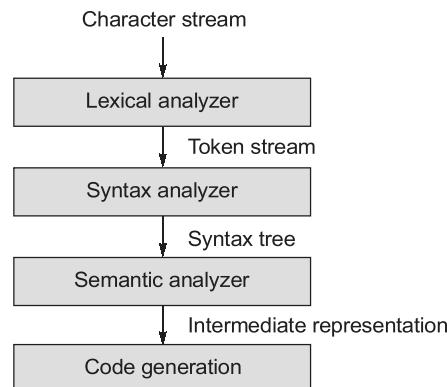 Character stream
Lexical analyzer
Token stream
Syntax analyzer
Syntax tree
Semantic analyzer
Intermediate representation
Code generation